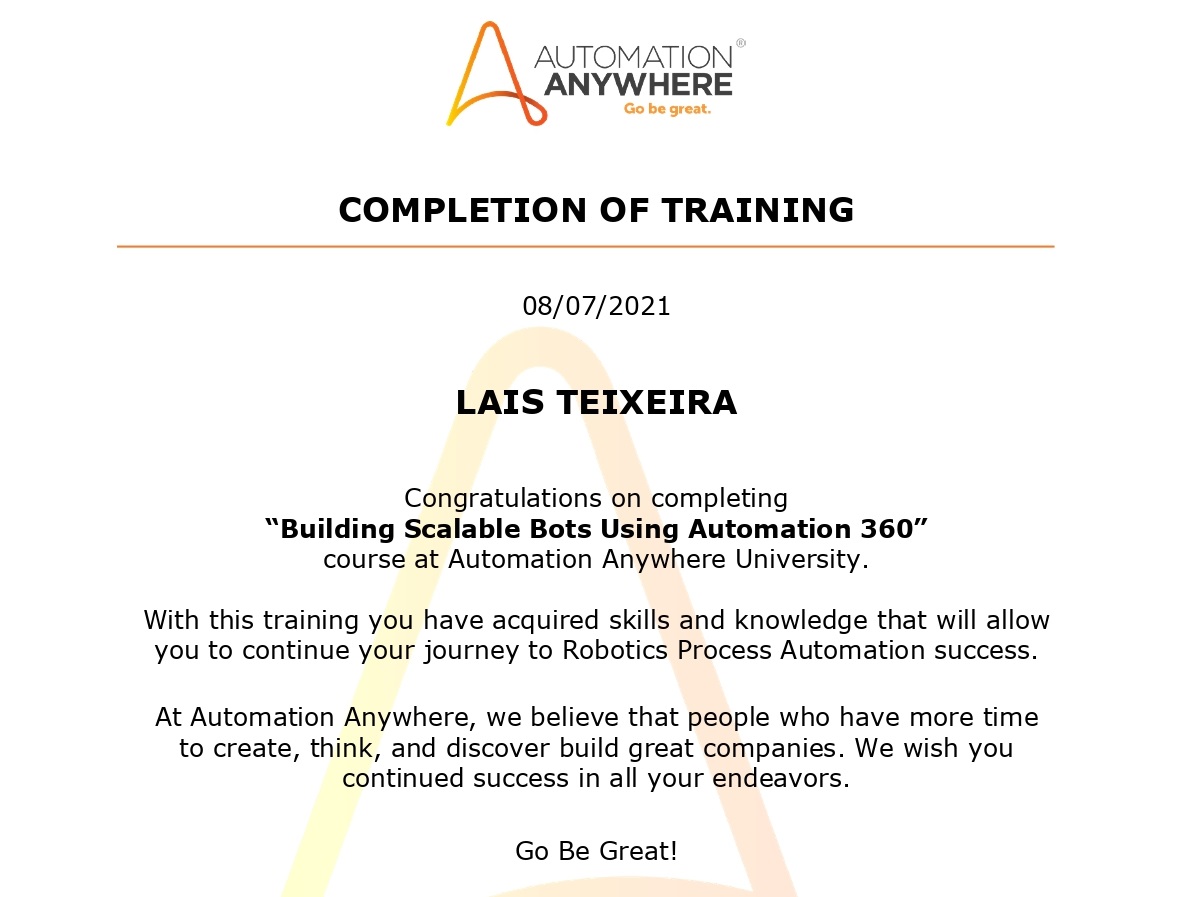 AUTOMATION®
ANYWHERE
Go be great.
COMPLETION OF TRAINING
08/07/2021
LAIS TEIXEIRA
Congratulations on completing
“Building Scalable Bots Using Automation 360”
course at Automation Anywhere University.
With this training you have acquired skills and knowledge that will allow
you to continue your journey to Robotics Process Automation success.
At Automation Anywhere, we believe that people who have more time
to create, think, and discover build great companies. We wish you
continued success in all your endeavors.
Go Be Great!